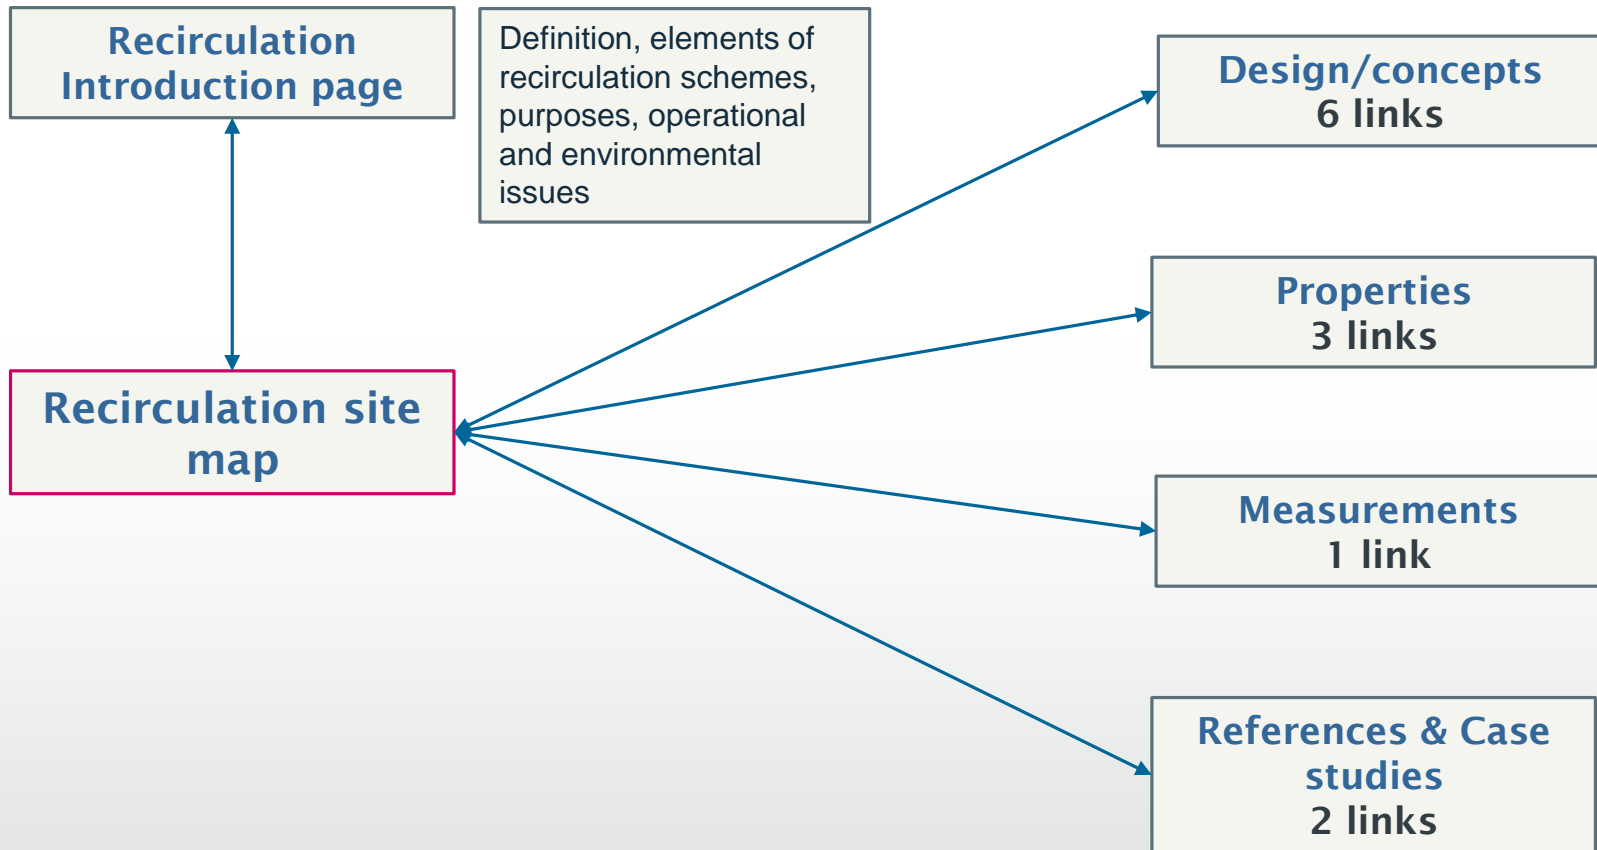 Recirculation
Introduction page
Definition, elements of
recirculation schemes,
purposes, operational
and environmental
issues
Design/concepts
6 links
Properties
3 links
Recirculation site
map
Measurements
1 link
References & Case
studies
2 links